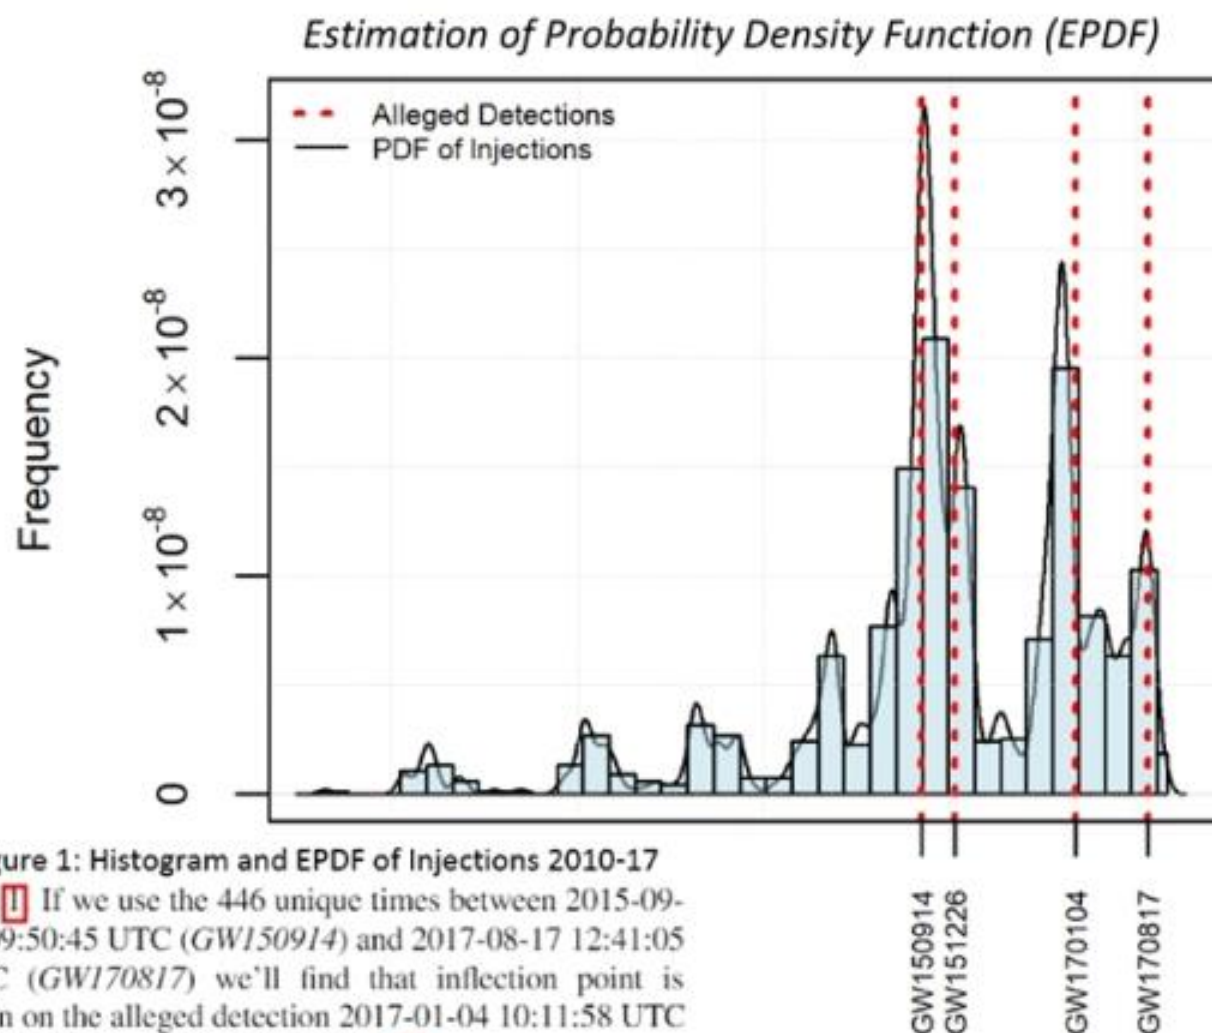 Estimation of Probability Density Function (EPDF)
Alleged Detections
PDF of Injections
Frequency
3 × 10⁻⁸
2 × 10⁻⁸
1 × 10⁻⁸
0
GW150914
GW151226
GW170104
GW170817
gure 1: Histogram and EPDF of Injections 2010-17
1 If we use the 446 unique times between 2015-09-
9:50:45 UTC (GW150914) and 2017-08-17 12:41:05
C (GW170817) we'll find that inflection point is
n on the alleged detection 2017-01-04 10:11:58 UTC